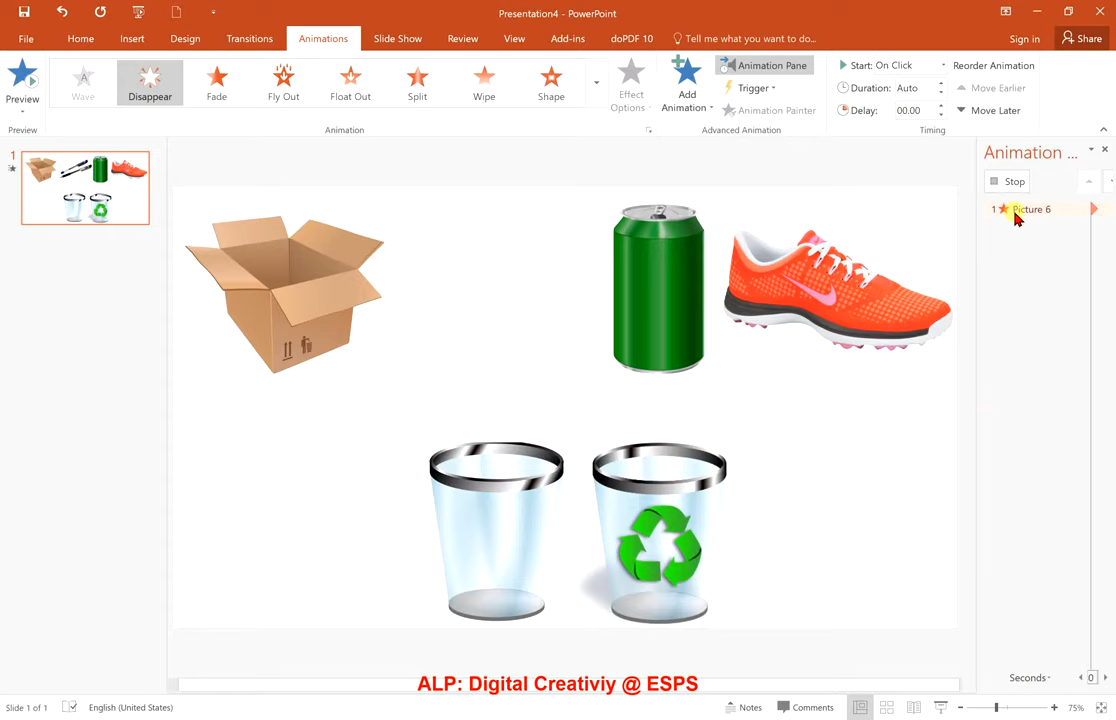 Presentation4 - PowerPoint
File
Home
Insert
Design
Transitions
Animations
Slide Show
Review
View
Add-ins
doPDF 10
Tell me what you want to do...
Sign in
Share
Preview
Wave
Disappear
Fade
Fly Out
Float Out
Split
Wipe
Shape
Effect
Options
Add
Animation
Animation Pane
Trigger
Animation Painter
Start: On Click
Duration: Auto
Delay: 00.00
Reorder Animation
Move Earlier
Move Later
Preview
Animation
Advanced Animation
Timing
1
Animation ...
Stop
1 Picture 6
Seconds
0
ALP: Digital Creativiy @ ESPS
Slide 1 of 1
English (United States)
Notes
Comments
75%